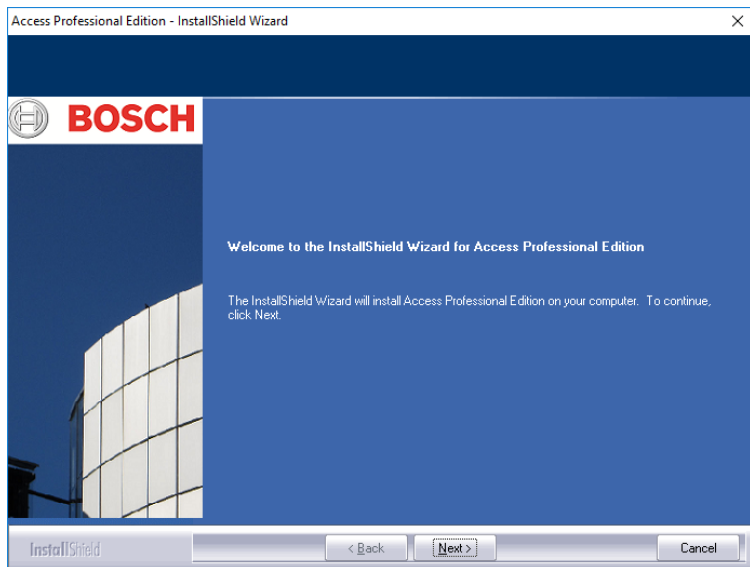 Access Professional Edition - InstallShield Wizard
BOSCH
Welcome to the InstallShield Wizard for Access Professional Edition
The InstallShield Wizard will install Access Professional Edition on your computer. To continue,
click Next.
InstallShield
< Back
Next >
Cancel